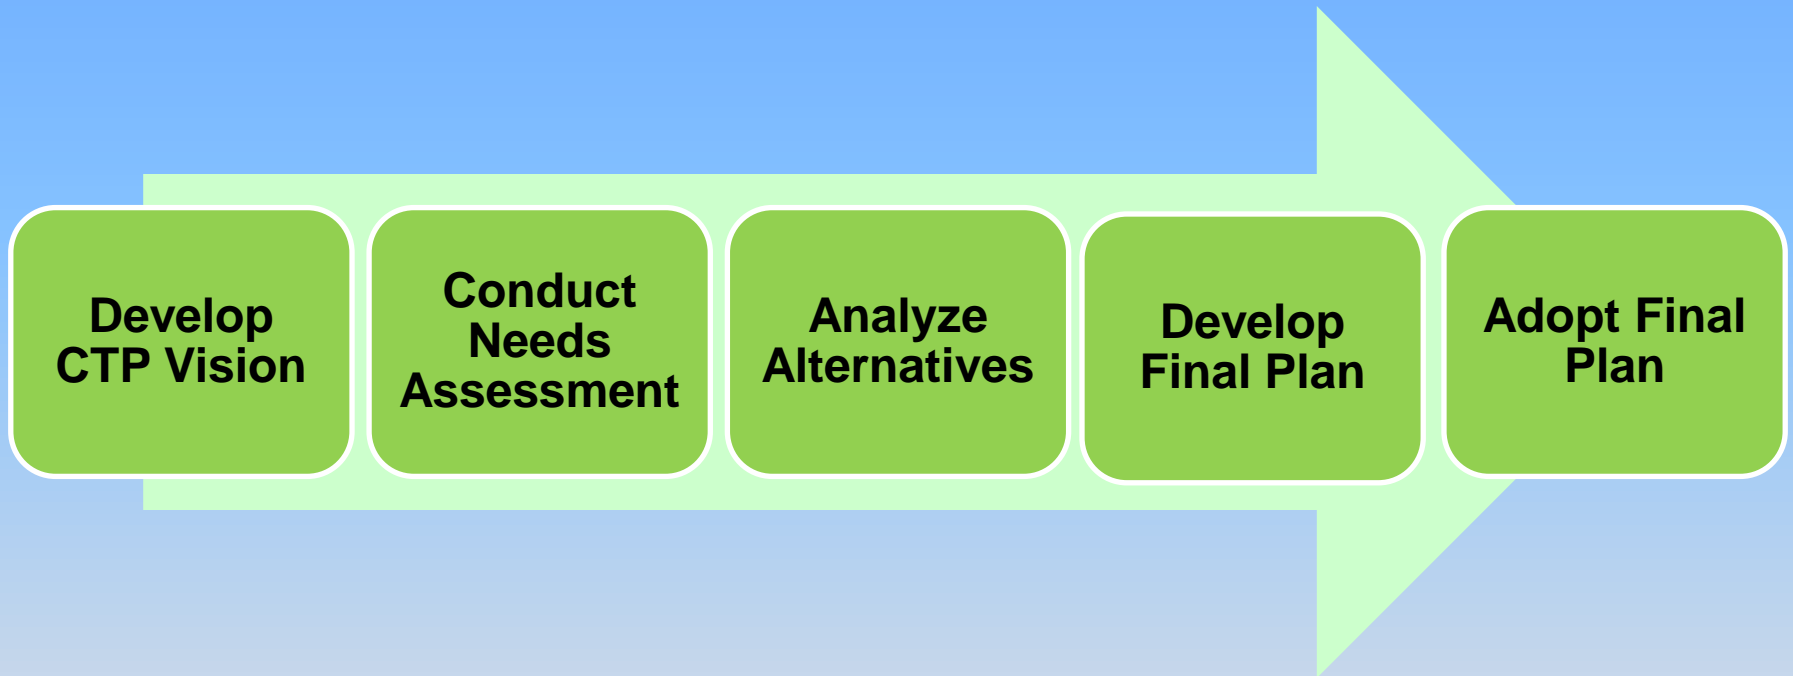 Develop
CTP Vision
Conduct
Needs
Assessment
Analyze
Alternatives
Develop
Final Plan
Adopt Final
Plan